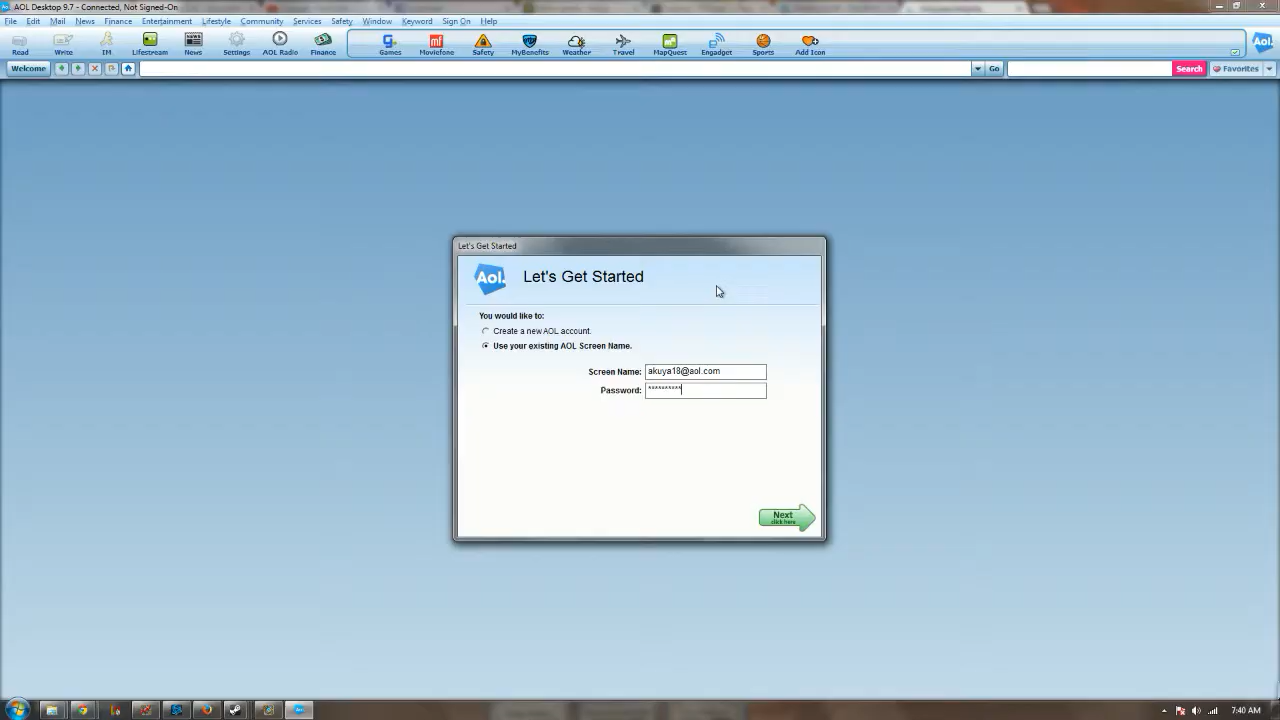 AOL Desktop 9.7 - Connected, Not Signed-On
File Edit Mail News Finance Entertainment Lifestyle Community Services Safety Window Keyword Sign On Help
Read Write IM Lifestream News Settings AOL Radio Finance Games Moviefone Safety MyBenefits Weather Travel MapQuest Engadget Sports Add Icon Aol.
Welcome Go Search Favorites
Let's Get Started
Aol. Let's Get Started
You would like to:
Create a new AOL account.
Use your existing AOL Screen Name.
Screen Name: akuya18@aol.com
Password: **********
Next
click here
7:40 AM